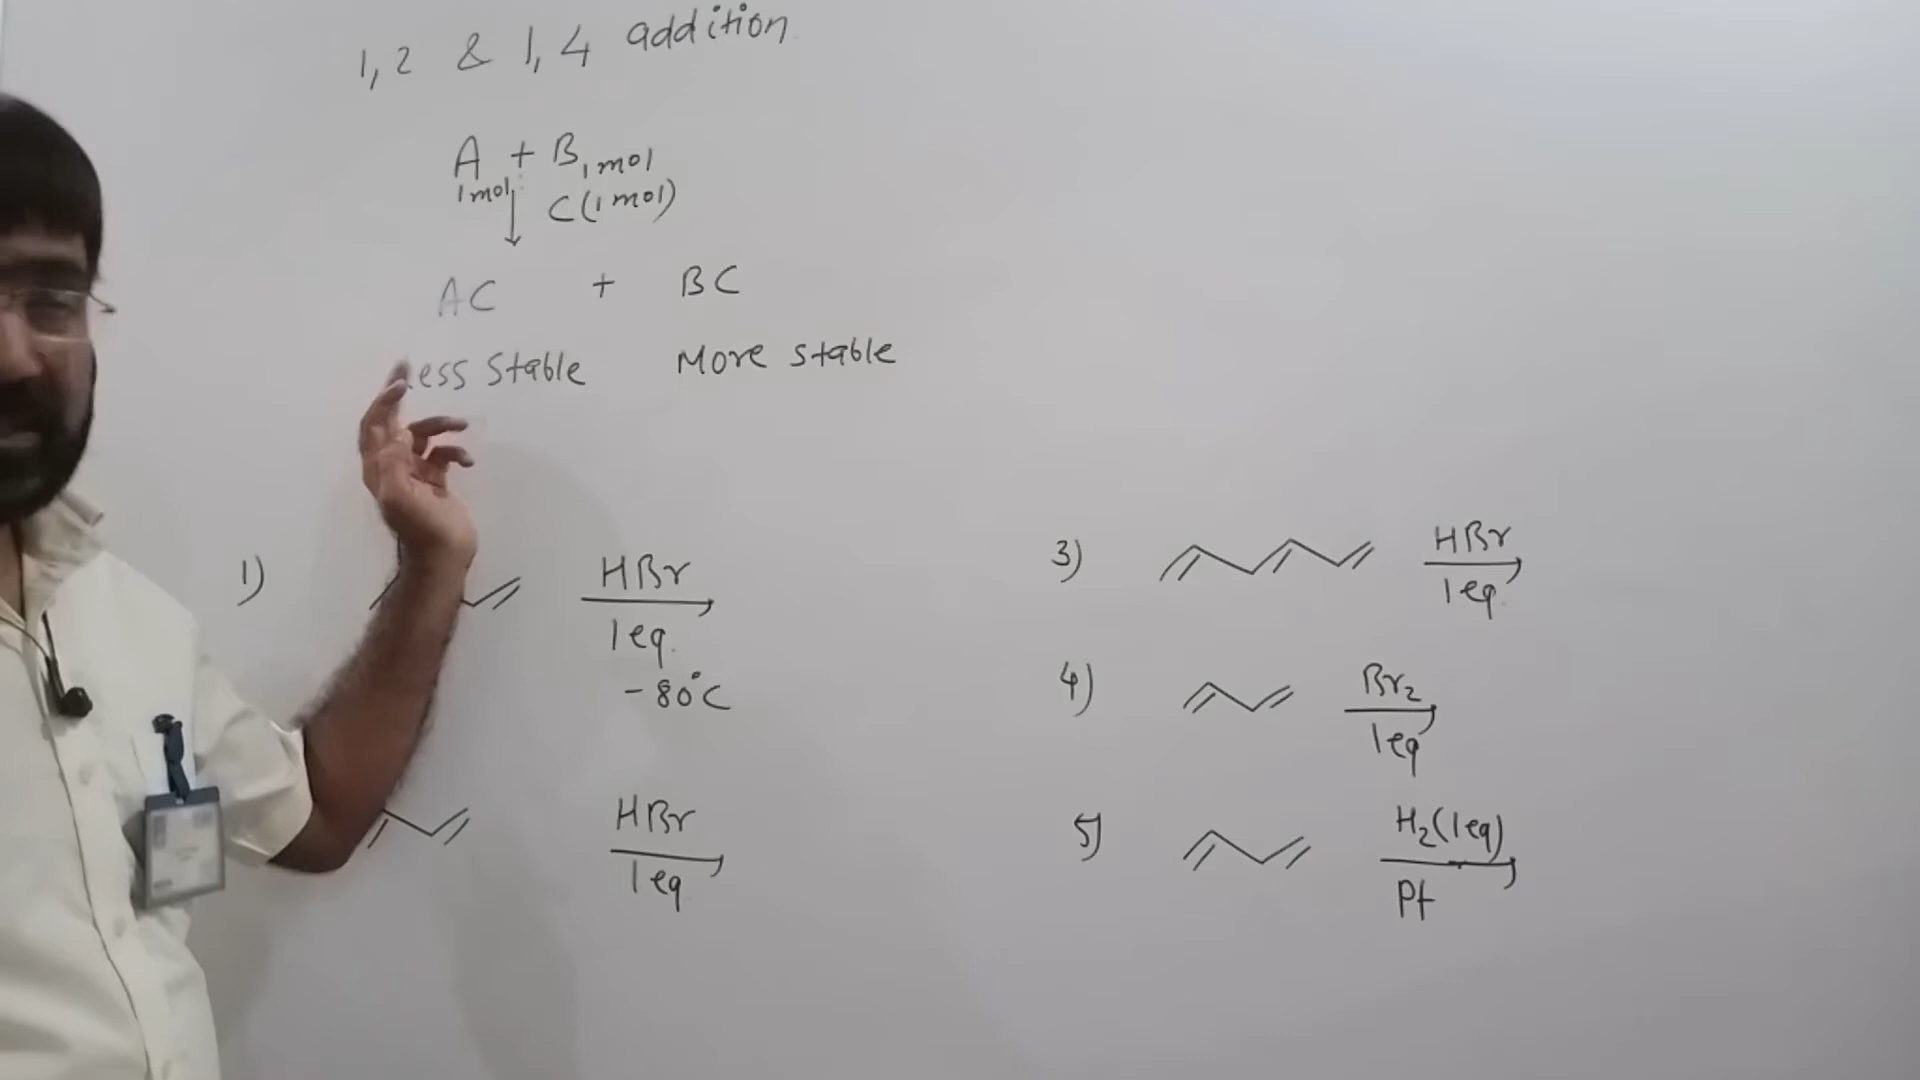 1,2 & 1,4 addition
A + B
1mol 1mol
C(1mol)
AC + BC
Less Stable More stable
1) HBr
1eq.
-80°C
HBr
1eq
3) HBr
1eq.
4) Br2
1eq
5) H2(1eq)
Pt